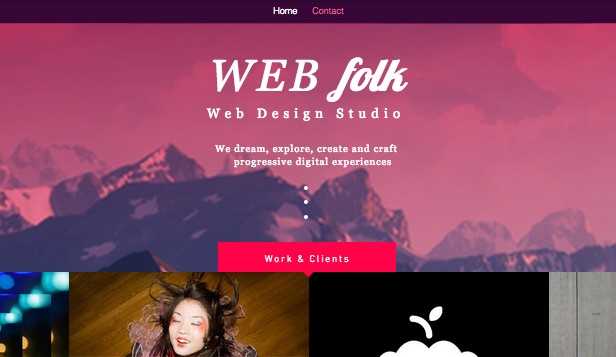 Home Contact
WEB folk
Web Design Studio
We dream, explore, create and craft
progressive digital experiences
Work & Clients